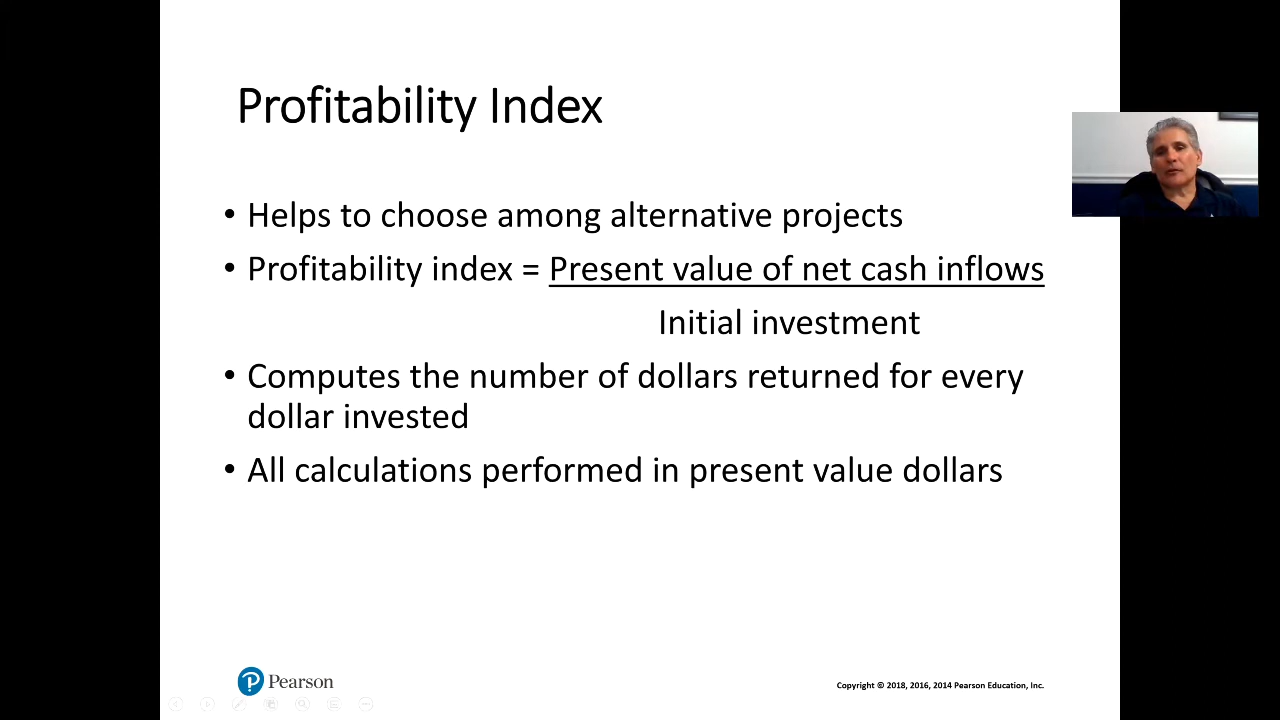 Profitability Index
• Helps to choose among alternative projects
• Profitability index = Present value of net cash inflows
Initial investment
• Computes the number of dollars returned for every
dollar invested
• All calculations performed in present value dollars
Pearson
Copyright © 2018, 2016, 2014 Pearson Education, Inc.